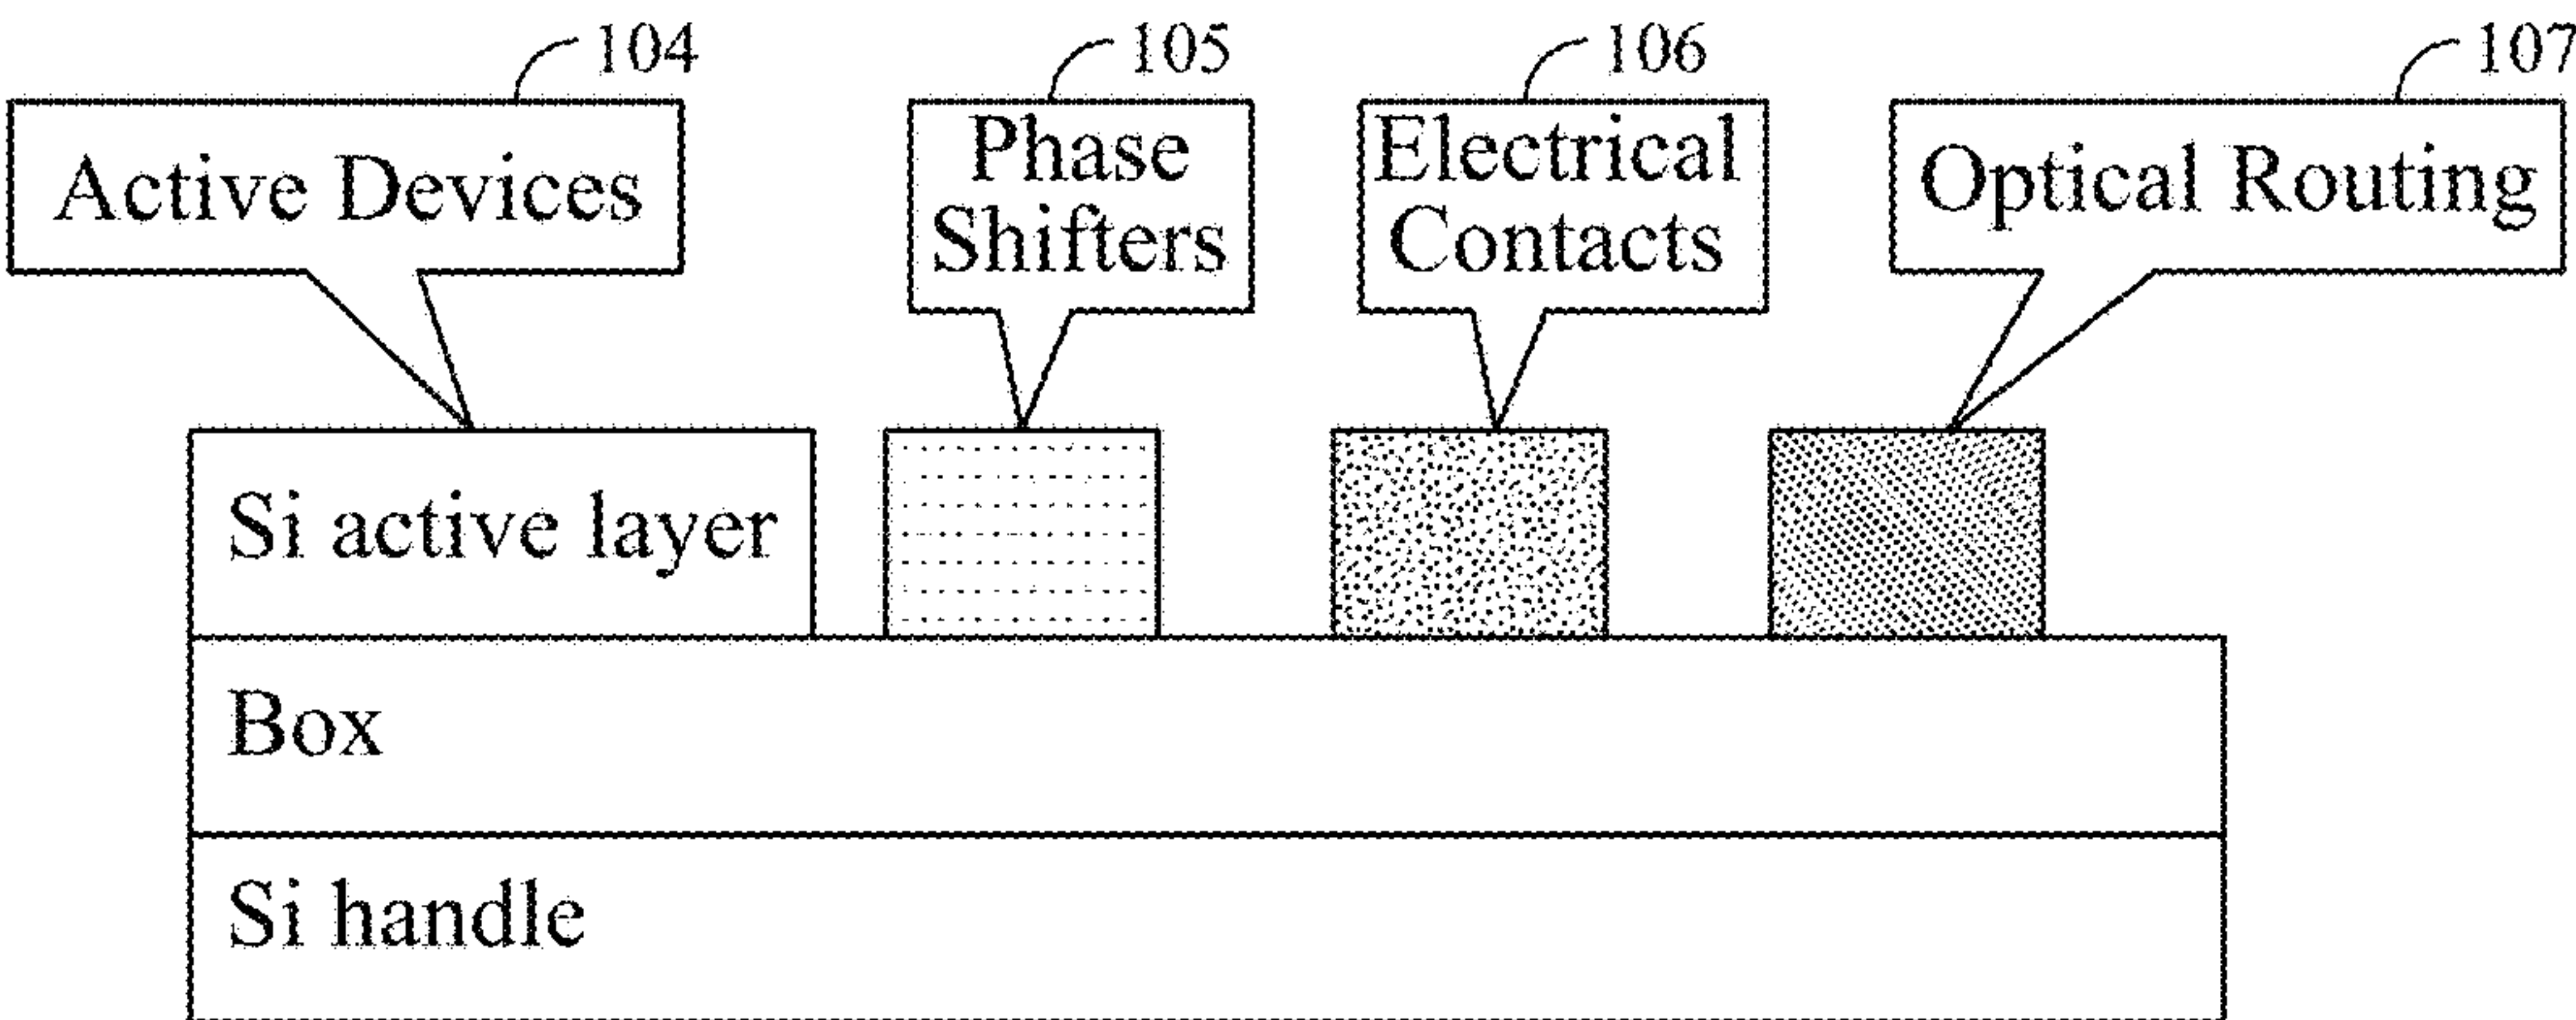 104
105
106
107
Active Devices
Phase
Shifters
Electrical
Contacts
Optical Routing
Si active layer
Box
Si handle